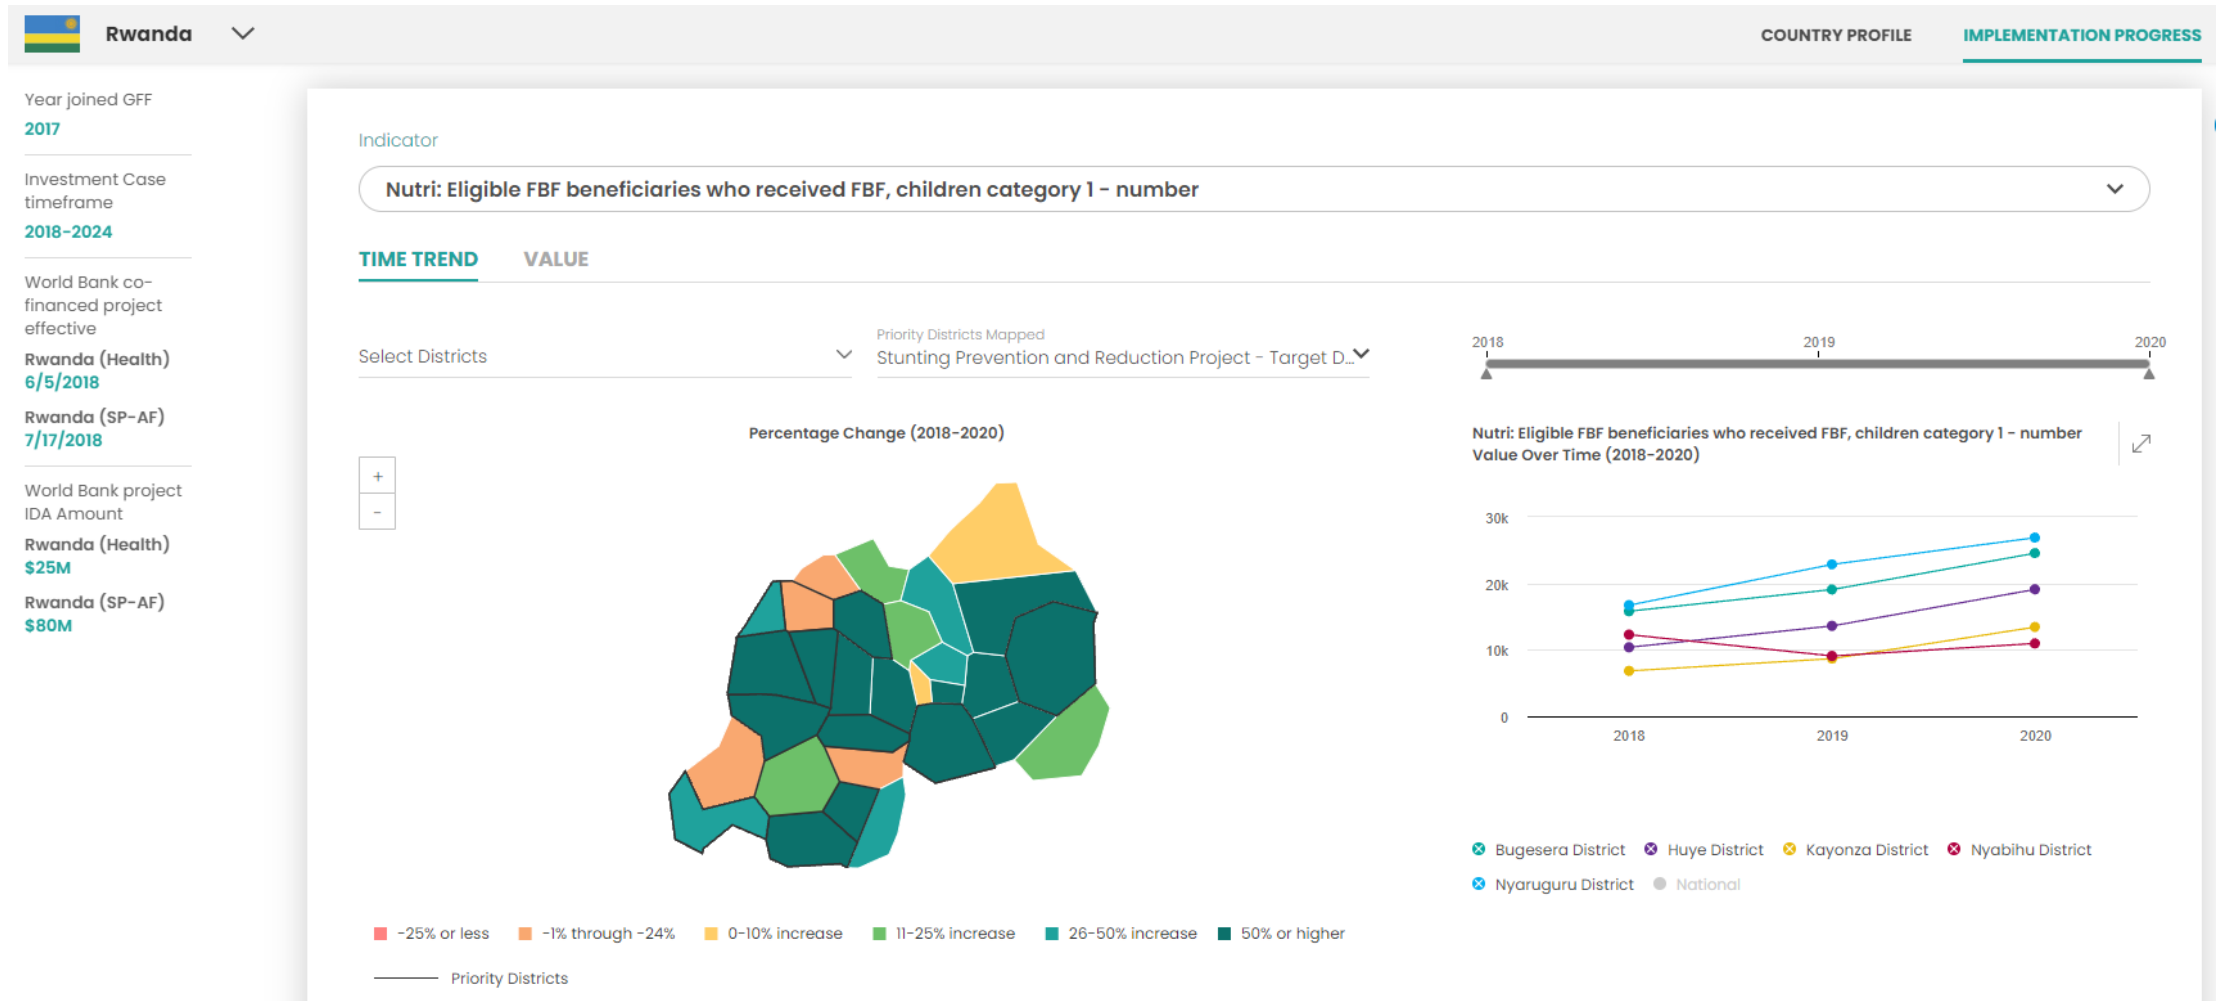 Rwanda
COUNTRY PROFILE
IMPLEMENTATION PROGRESS
Year joined GFF
2017
Investment Case
timeframe
2018-2024
World Bank co-
financed project
effective
Rwanda (Health)
6/5/2018
Rwanda (SP-AF)
7/17/2018
World Bank project
IDA Amount
Rwanda (Health)
$25M
Rwanda (SP-AF)
$80M
Indicator
Nutri: Eligible FBF beneficiaries who received FBF, children category 1 - number
TIME TREND
VALUE
Select Districts
Priority Districts Mapped
Stunting Prevention and Reduction Project - Target D...
2018
2019
2020
Percentage Change (2018-2020)
+
-
-25% or less
-1% through -24%
0-10% increase
11-25% increase
26-50% increase
50% or higher
Priority Districts
Nutri: Eligible FBF beneficiaries who received FBF, children category 1 - number
Value Over Time (2018-2020)
30k
20k
10k
0
2018
2019
2020
Bugesera District
Huye District
Kayonza District
Nyabihu District
Nyaruguru District
National